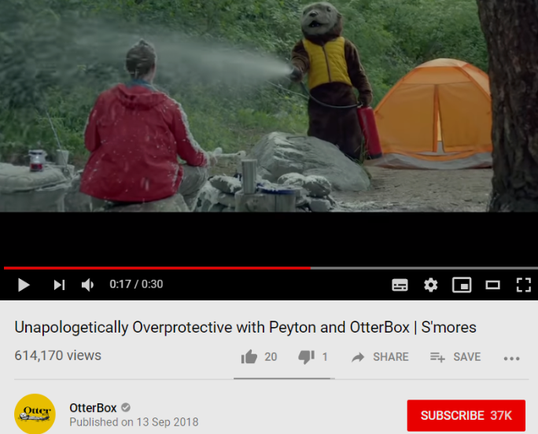 0:17 / 0:30
Unapologetically Overprotective with Peyton and OtterBox | S'mores
614,170 views
20
1
SHARE
SAVE
Otter
OtterBox
Published on 13 Sep 2018
SUBSCRIBE 37K